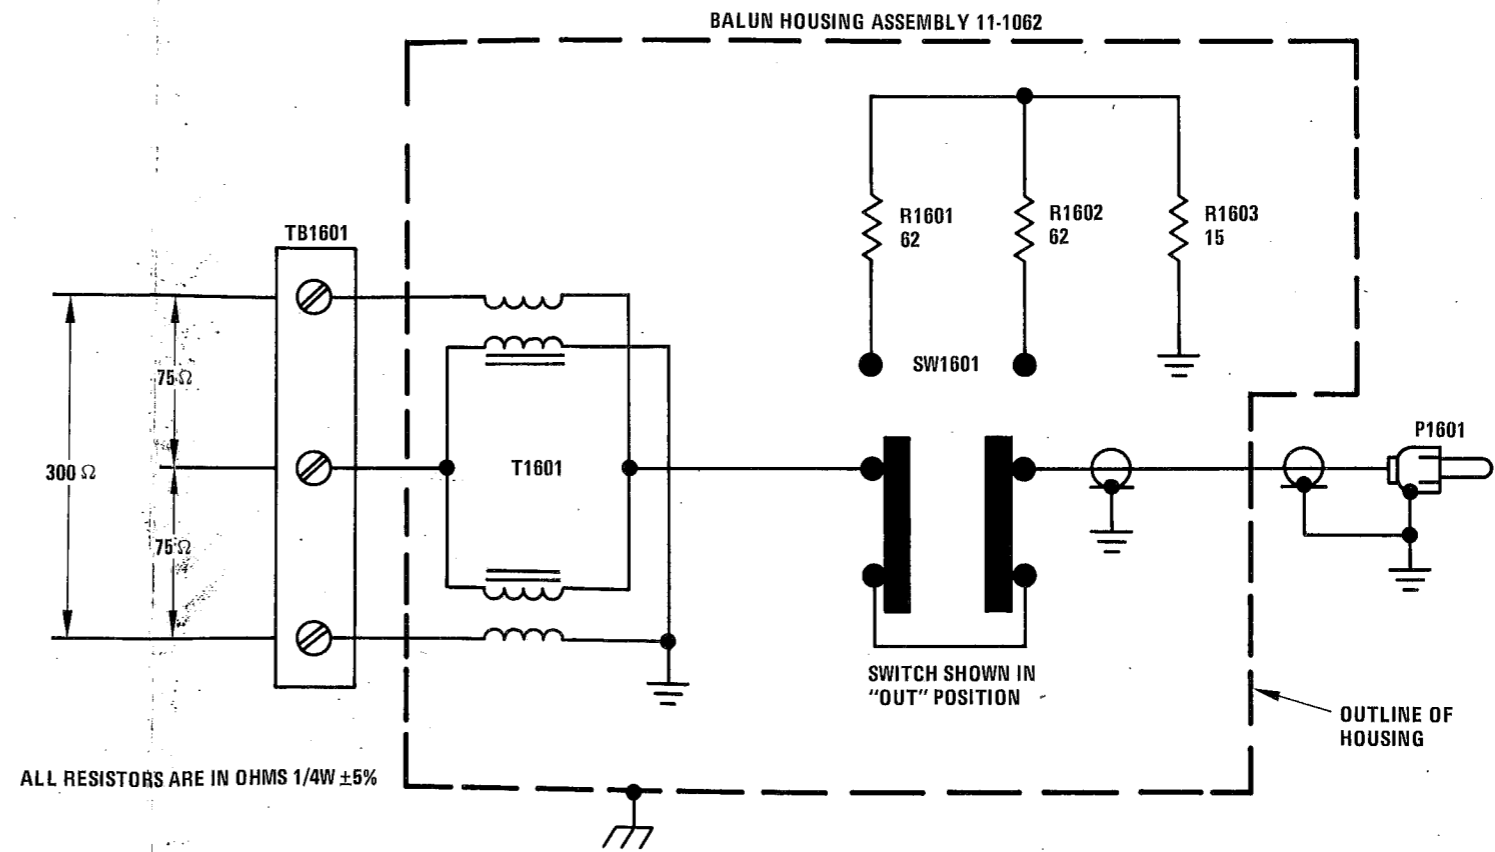 BALUN HOUSING ASSEMBLY 11-1062
R1601
62
R1602
62
R1603
15
TB1601
SW1601
75 Ω
P1601
300 Ω
T1601
75 Ω
SWITCH SHOWN IN
"OUT" POSITION
OUTLINE OF
HOUSING
ALL RESISTORS ARE IN OHMS 1/4W ±5%